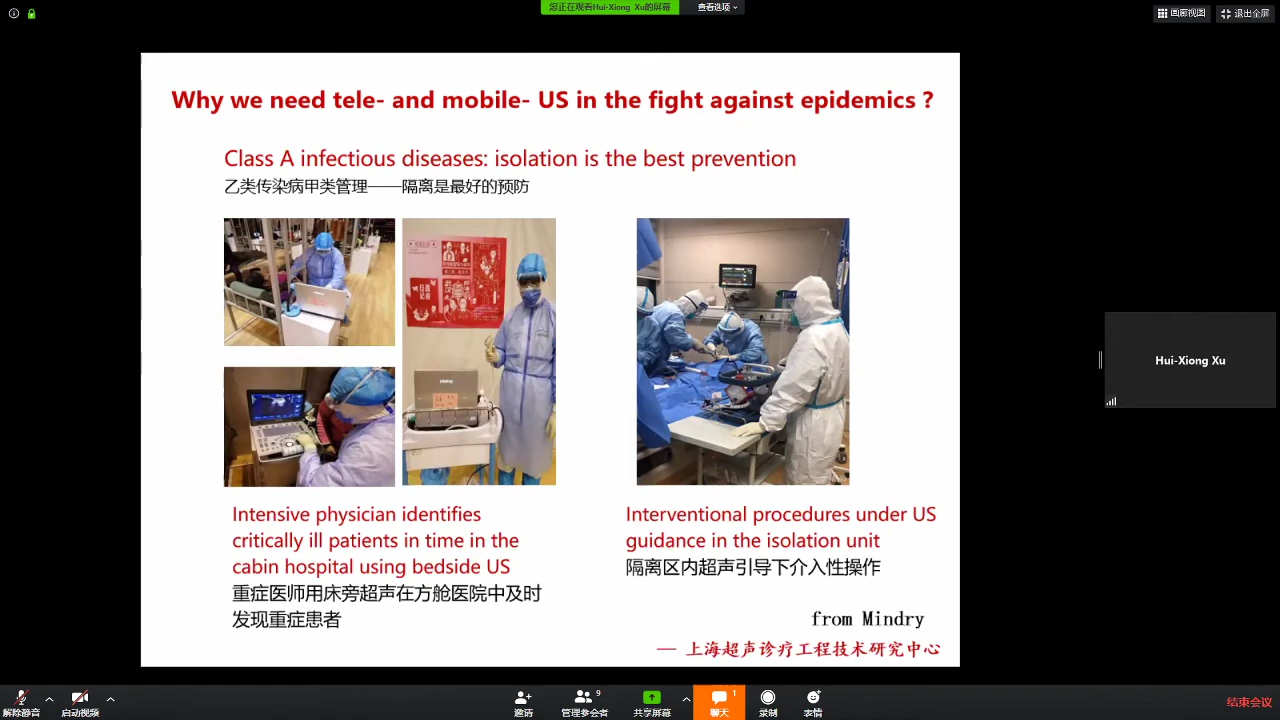 您正在观看Hui-Xiong Xu的屏幕
查看选项
画廊视图
退出全屏
Why we need tele- and mobile- US in the fight against epidemics ?
Class A infectious diseases: isolation is the best prevention
乙类传染病甲类管理——隔离是最好的预防
Intensive physician identifies
critically ill patients in time in the
cabin hospital using bedside US
重症医师用床旁超声在方舱医院中及时
发现重症患者
Interventional procedures under US
guidance in the isolation unit
隔离区内超声引导下介入性操作
from Mindry
— 上海超声诊疗工程技术研究中心
Hui-Xiong Xu
解除静音
启动视频
邀请
9
管理参会者
共享屏幕
1
聊天
录制
表情
结束会议